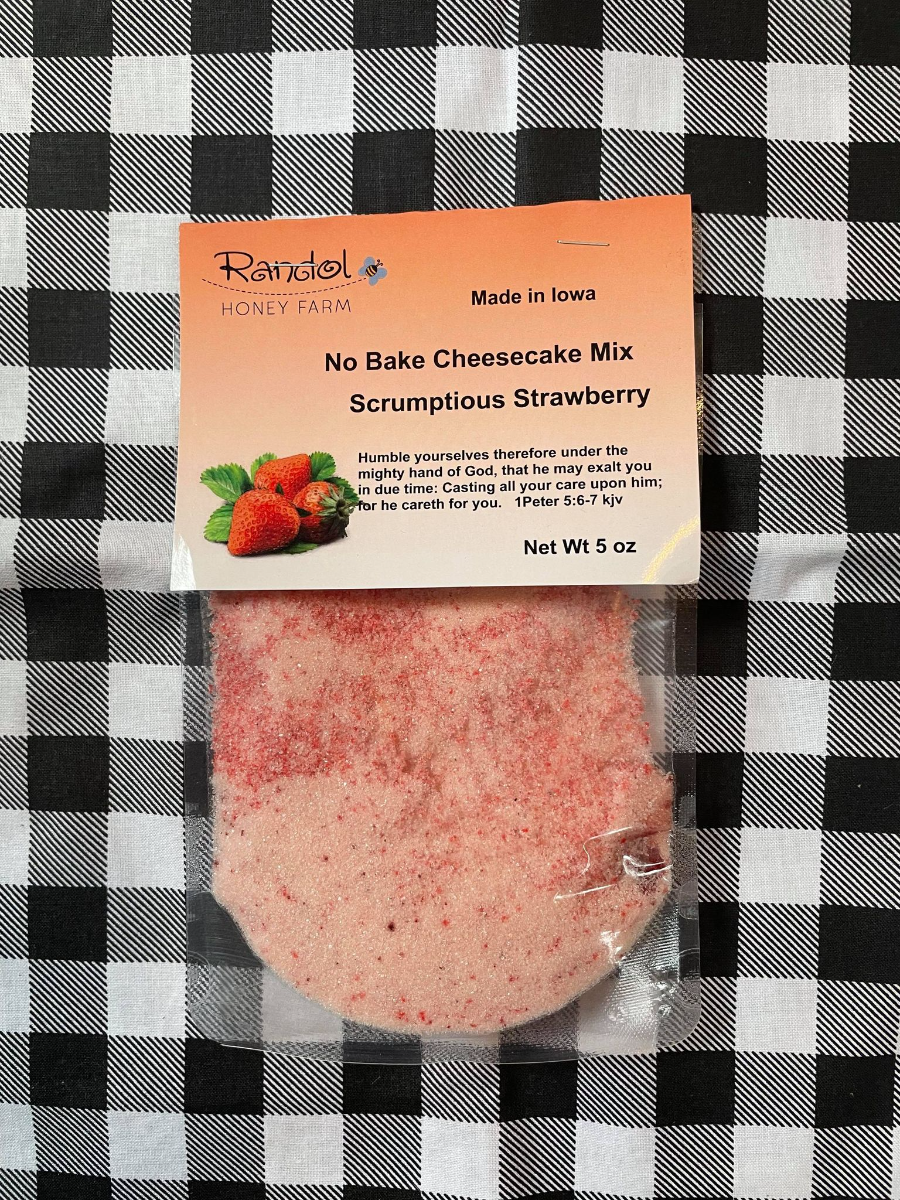 Randol
HONEY FARM
Made in Iowa
No Bake Cheesecake Mix
Scrumptious Strawberry
Humble yourselves therefore under the
mighty hand of God, that he may exalt you
in due time: Casting all your care upon him;
for he careth for you. 1Peter 5:6-7 kjv
Net Wt 5 oz